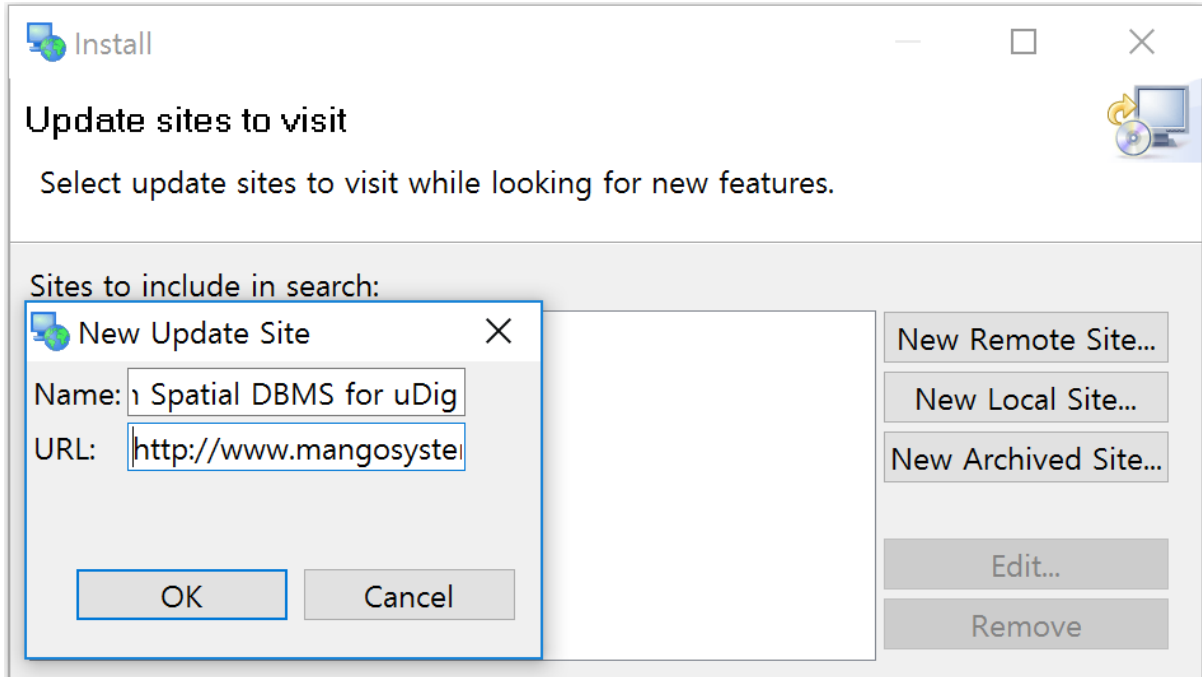 Install
Update sites to visit
Select update sites to visit while looking for new features.
Sites to include in search:
New Update Site
Name: Spatial DBMS for uDig
URL: http://www.mangosyste
OK
Cancel
New Remote Site...
New Local Site...
New Archived Site...
Edit...
Remove